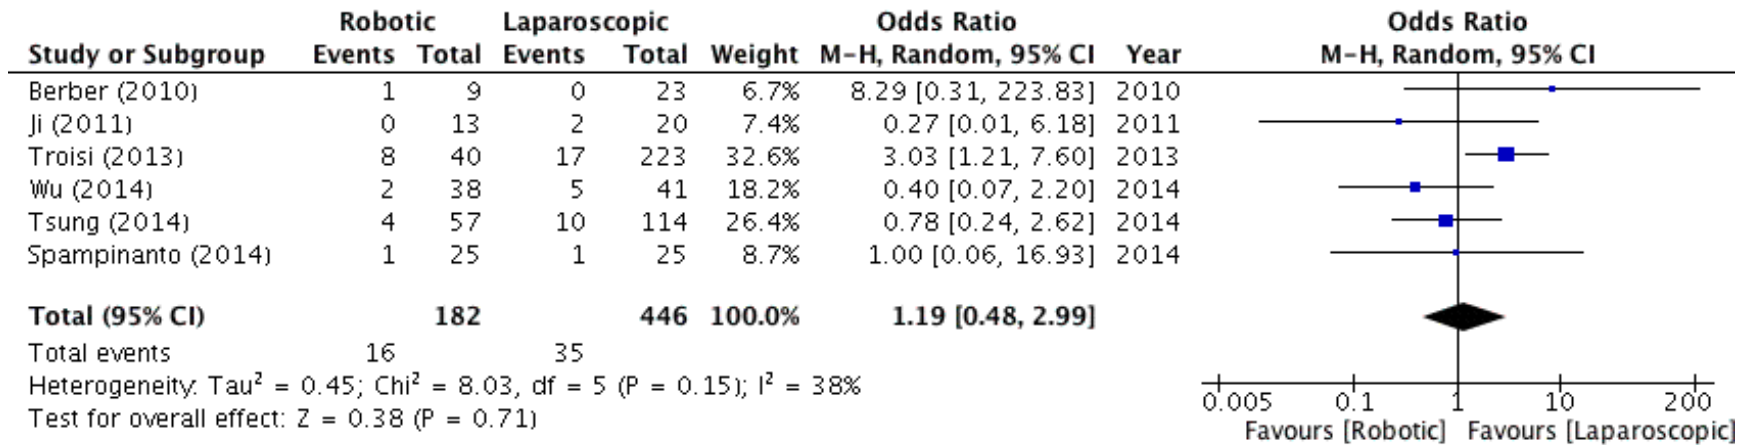 Robotic Laparoscopic Odds Ratio Odds Ratio
Study or Subgroup Events Total Events Total Weight M-H, Random, 95% CI Year M-H, Random, 95% CI
Berber (2010) 1 9 0 23 6.7% 8.29 [0.31, 223.83] 2010
Ji (2011) 0 13 2 20 7.4% 0.27 [0.01, 6.18] 2011
Troisi (2013) 8 40 17 223 32.6% 3.03 [1.21, 7.60] 2013
Wu (2014) 2 38 5 41 18.2% 0.40 [0.07, 2.20] 2014
Tsung (2014) 4 57 10 114 26.4% 0.78 [0.24, 2.62] 2014
Spampinanto (2014) 1 25 1 25 8.7% 1.00 [0.06, 16.93] 2014
Total (95% CI) 182 446 100.0% 1.19 [0.48, 2.99]
Total events 16 35
Heterogeneity: Tau² = 0.45; Chi² = 8.03, df = 5 (P = 0.15); I² = 38%
Test for overall effect: Z = 0.38 (P = 0.71)
0.005 0.1 1 10 200
Favours [Robotic] Favours [Laparoscopic]